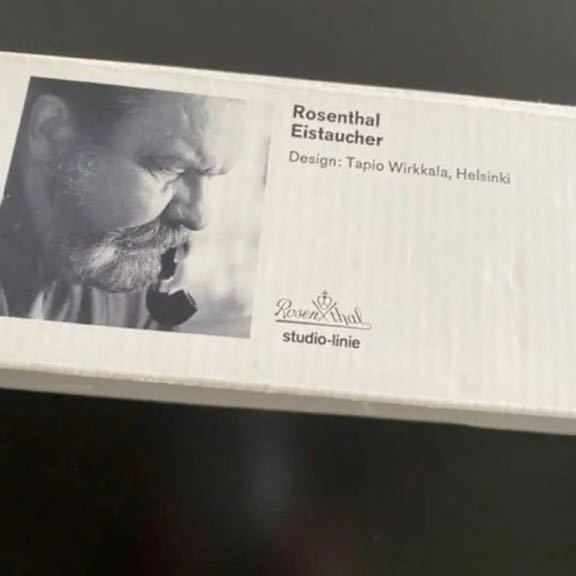 Rosenthal
Eistaucher
Design: Tapio Wirkkala, Helsinki
Rosenthal
studio-linie